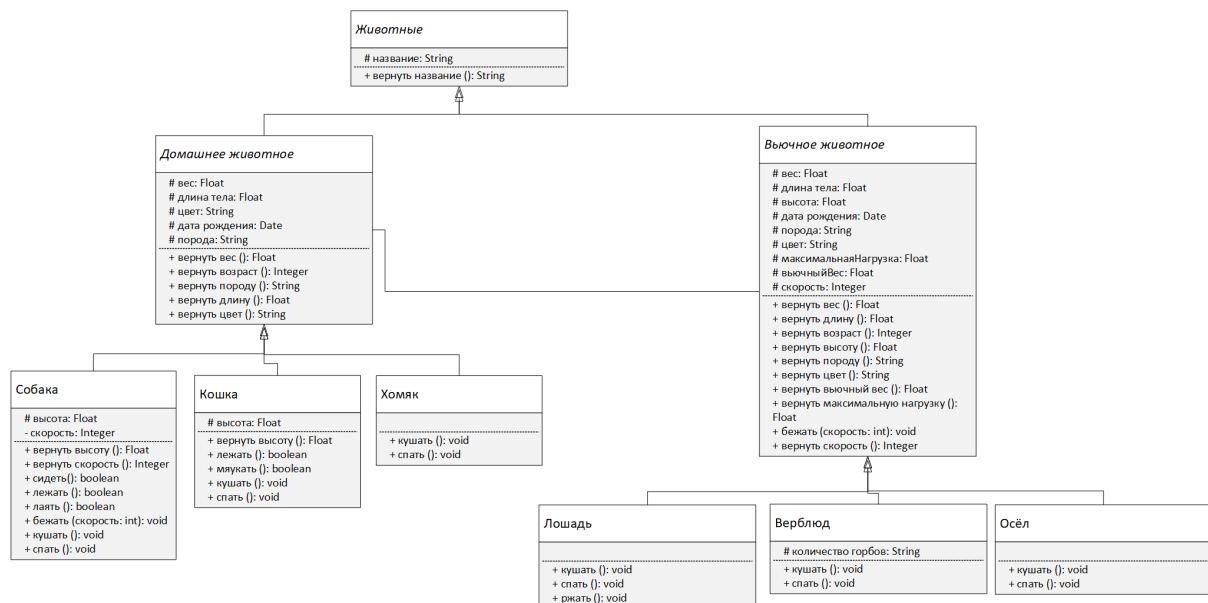 Животные
# название: String
+ вернуть название (): String
Домашнее животное
# вес: Float
# длина тела: Float
# цвет: String
# дата рождения: Date
# порода: String
+ вернуть вес (): Float
+ вернуть возраст (): Integer
+ вернуть породу (): String
+ вернуть длину (): Float
+ вернуть цвет (): String
Вьючное животное
# вес: Float
# длина тела: Float
# высота: Float
# дата рождения: Date
# порода: String
# цвет: String
# максимальнаяНагрузка: Float
# вьючныйВес: Float
# скорость: Integer
+ вернуть вес (): Float
+ вернуть длину (): Float
+ вернуть возраст (): Integer
+ вернуть высоту (): Float
+ вернуть породу (): String
+ вернуть цвет (): String
+ вернуть вьючный вес (): Float
+ вернуть максимальную нагрузку ():
Float
+ бежать (скорость: int): void
+ вернуть скорость (): Integer
Собака
# высота: Float
- скорость: Integer
+ вернуть высоту (): Float
+ вернуть скорость (): Integer
+ сидеть(): boolean
+ лежать (): boolean
+ лаять (): boolean
+ бежать (скорость: int): void
+ кушать (): void
+ спать (): void
Кошка
# высота: Float
+ вернуть высоту (): Float
+ лежать (): boolean
+ мяукать (): boolean
+ кушать (): void
+ спать (): void
Хомяк
+ кушать (): void
+ спать (): void
Лошадь
+ кушать (): void
+ спать (): void
+ ржать (): void
Верблюд
# количество горбов: String
+ кушать (): void
+ спать (): void
Осёл
+ кушать (): void
+ спать (): void